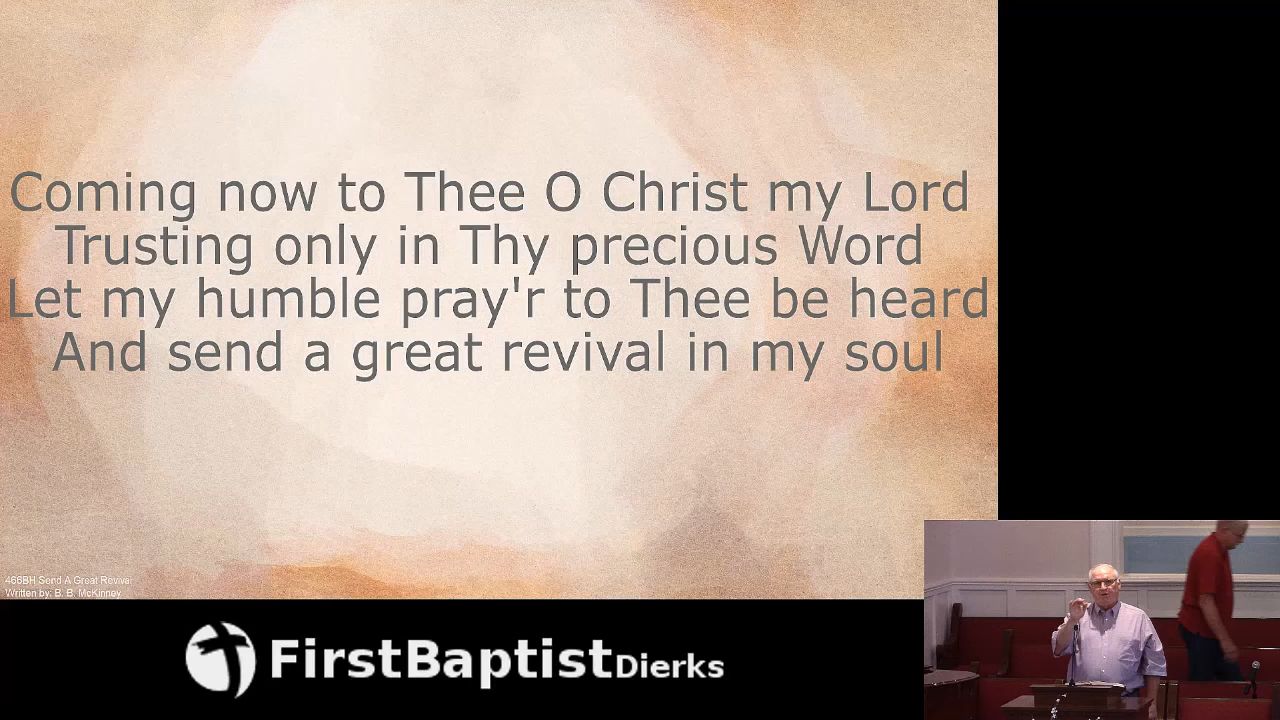 Coming now to Thee O Christ my Lord
Trusting only in Thy precious Word
Let my humble pray'r to Thee be heard
And send a great revival in my soul
466BH Send A Great Revival
Written by: B. B. McKinney
FirstBaptistDierks